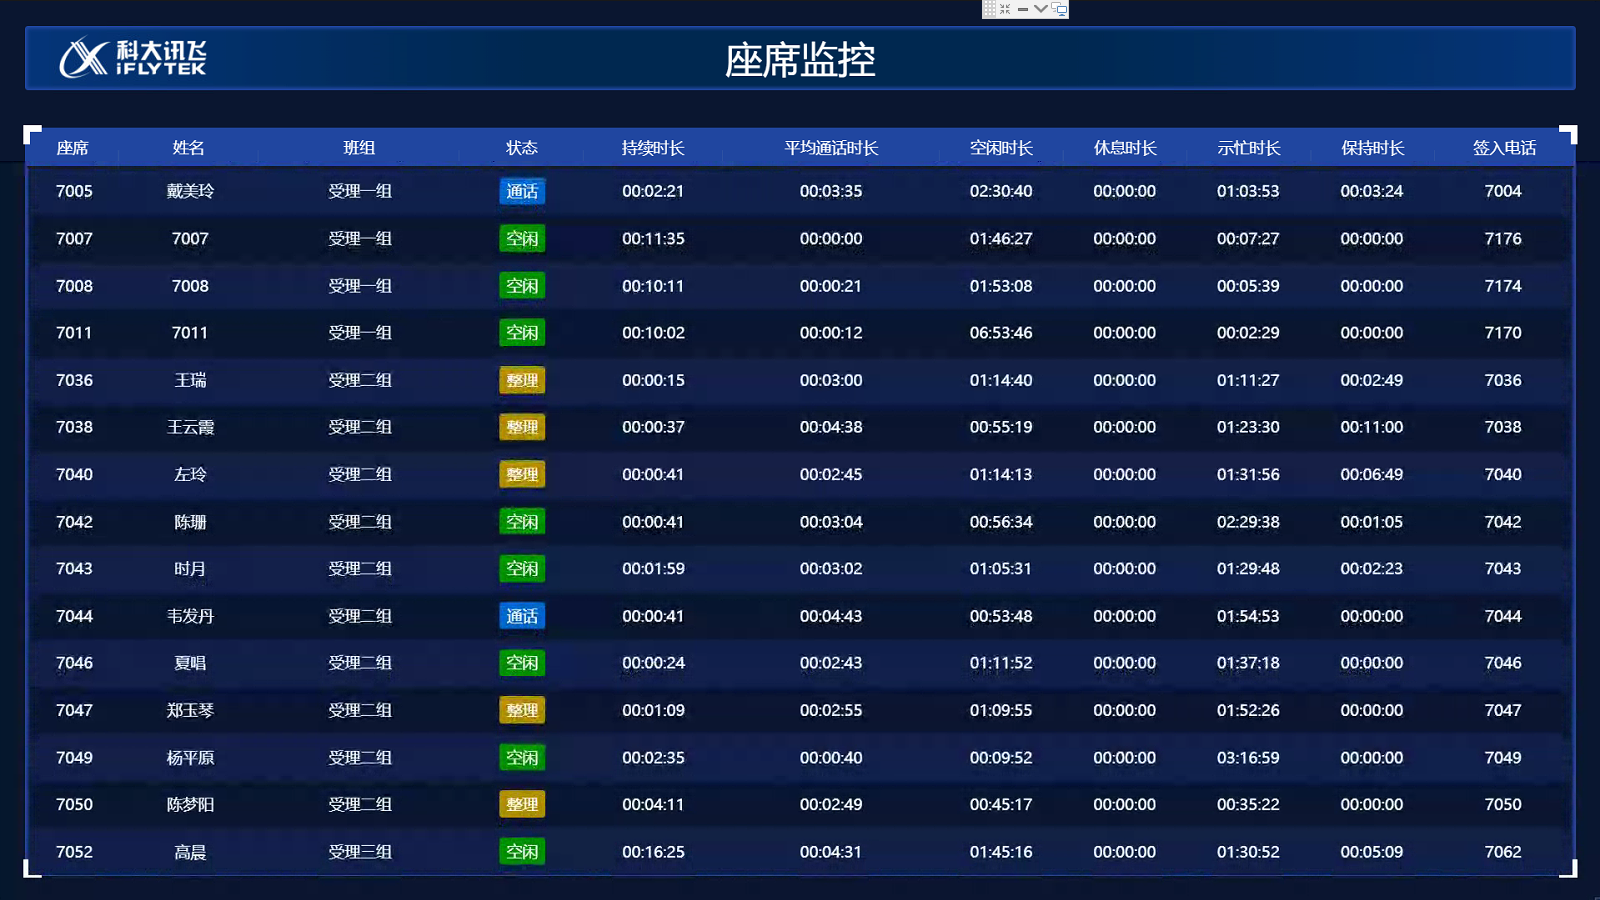 科大讯飞
iFLYTEK
座席监控
座席 姓名 班组 状态 持续时长 平均通话时长 空闲时长 休息时长 示忙时长 保持时长 签入电话
7005 戴美玲 受理一组 通话 00:02:21 00:03:35 02:30:40 00:00:00 01:03:53 00:03:24 7004
7007 7007 受理一组 空闲 00:11:35 00:00:00 01:46:27 00:00:00 00:07:27 00:00:00 7176
7008 7008 受理一组 空闲 00:10:11 00:00:21 01:53:08 00:00:00 00:05:39 00:00:00 7174
7011 7011 受理一组 空闲 00:10:02 00:00:12 06:53:46 00:00:00 00:02:29 00:00:00 7170
7036 王瑞 受理二组 整理 00:00:15 00:03:00 01:14:40 00:00:00 01:11:27 00:02:49 7036
7038 王云霞 受理二组 整理 00:00:37 00:04:38 00:55:19 00:00:00 01:23:30 00:11:00 7038
7040 左玲 受理二组 整理 00:00:41 00:02:45 01:14:13 00:00:00 01:31:56 00:06:49 7040
7042 陈珊 受理二组 空闲 00:00:41 00:03:04 00:56:34 00:00:00 02:29:38 00:01:05 7042
7043 时月 受理二组 空闲 00:01:59 00:03:02 01:05:31 00:00:00 01:29:48 00:02:23 7043
7044 韦发丹 受理二组 通话 00:00:41 00:04:43 00:53:48 00:00:00 01:54:53 00:00:00 7044
7046 夏唱 受理二组 空闲 00:00:24 00:02:43 01:11:52 00:00:00 01:37:18 00:00:00 7046
7047 郑玉琴 受理二组 整理 00:01:09 00:02:55 01:09:55 00:00:00 01:52:26 00:00:00 7047
7049 杨平原 受理二组 空闲 00:02:35 00:00:40 00:09:52 00:00:00 03:16:59 00:00:00 7049
7050 陈梦阳 受理二组 整理 00:04:11 00:02:49 00:45:17 00:00:00 00:35:22 00:00:00 7050
7052 高晨 受理三组 空闲 00:16:25 00:04:31 01:45:16 00:00:00 01:30:52 00:05:09 7062